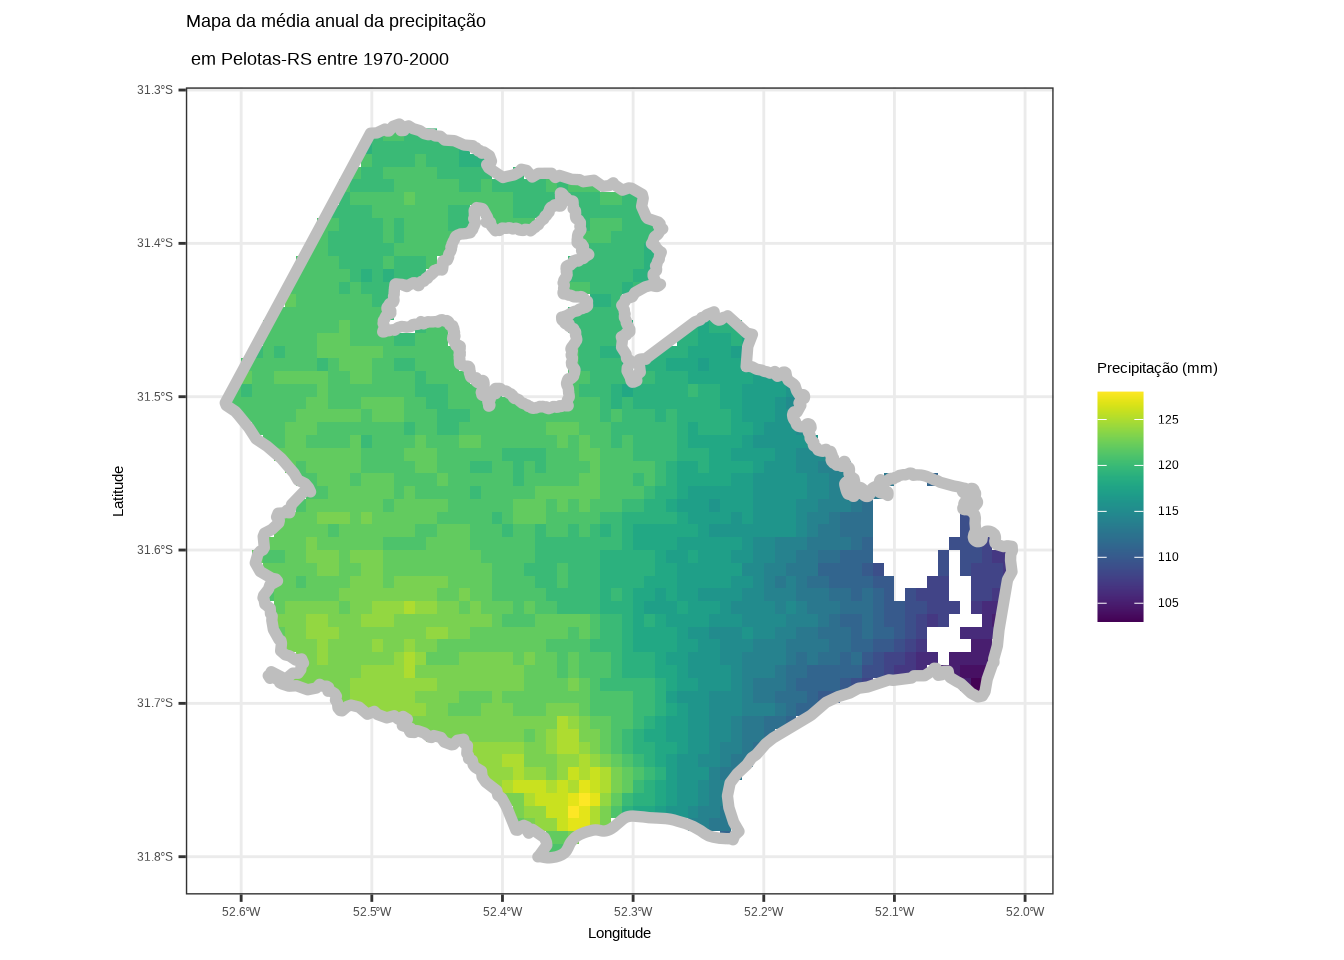 Mapa da média anual da precipitação
em Pelotas-RS entre 1970-2000
31.3°S
31.4°S
31.5°S
31.6°S
31.7°S
31.8°S
Latitude
52.6°W
52.5°W
52.4°W
52.3°W
52.2°W
52.1°W
52.0°W
Longitude
Precipitação (mm)
125
120
115
110
105